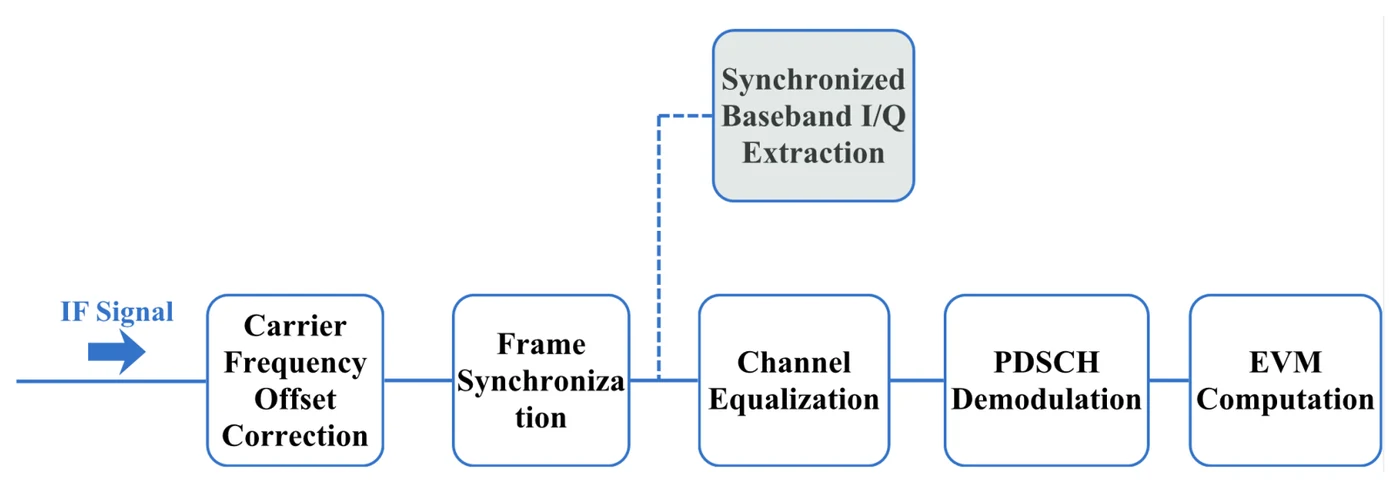 Synchronized
Baseband I/Q
Extraction
IF Signal
Carrier
Frequency
Offset
Correction
Frame
Synchroniza
tion
Channel
Equalization
PDSCH
Demodulation
EVM
Computation